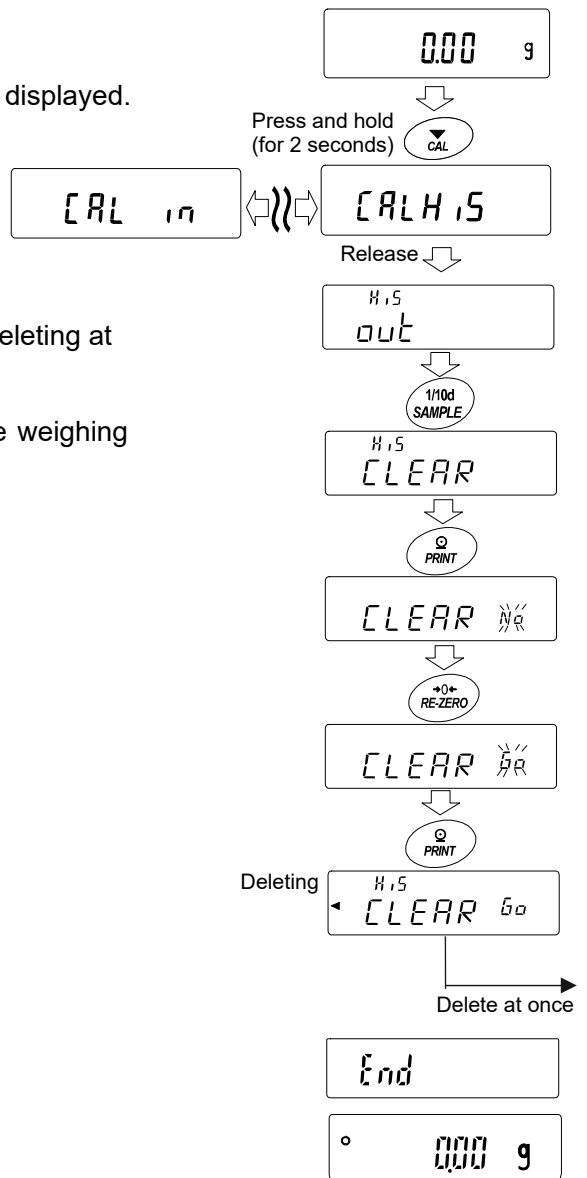 0.00 g
displayed.
Press and hold
(for 2 seconds)
CAL
CAL in
CALHiS
Release
HiS
out
eleting at
1/10d
SAMPLE
e weighing
HiS
CLEAR
PRINT
CLEAR No
→0←
RE-ZERO
CLEAR Go
PRINT
Deleting
HiS
CLEAR Go
Delete at once
End
0.00 g